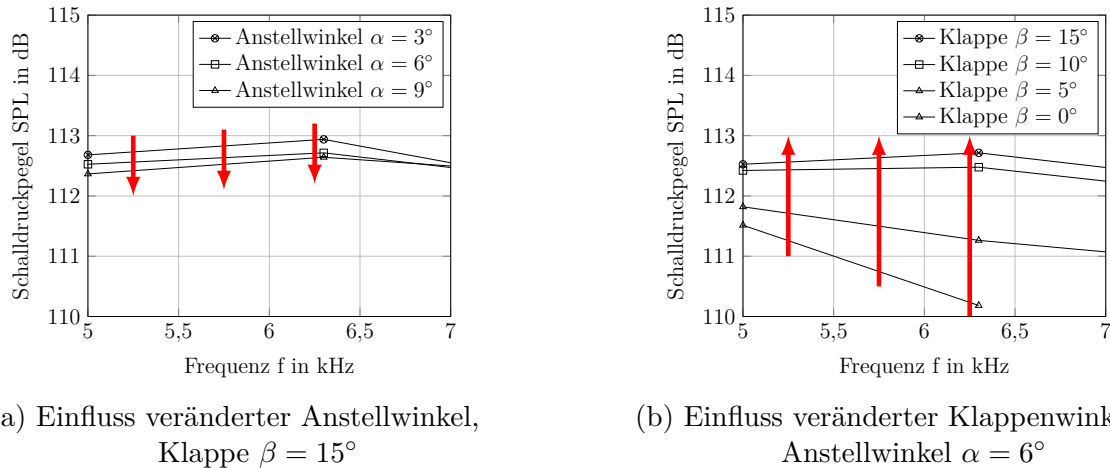 115
114
113
112
111
110
5
5,5
6
6,5
7
Frequenz f in kHz
Schalldruckpegel SPL in dB
Anstellwinkel α = 3°
Anstellwinkel α = 6°
Anstellwinkel α = 9°
a) Einfluss veränderter Anstellwinkel,
Klappe β = 15°
115
114
113
112
111
110
5
5,5
6
6,5
7
Frequenz f in kHz
Schalldruckpegel SPL in dB
Klappe β = 15°
Klappe β = 10°
Klappe β = 5°
Klappe β = 0°
(b) Einfluss veränderter Klappenwink
Anstellwinkel α = 6°